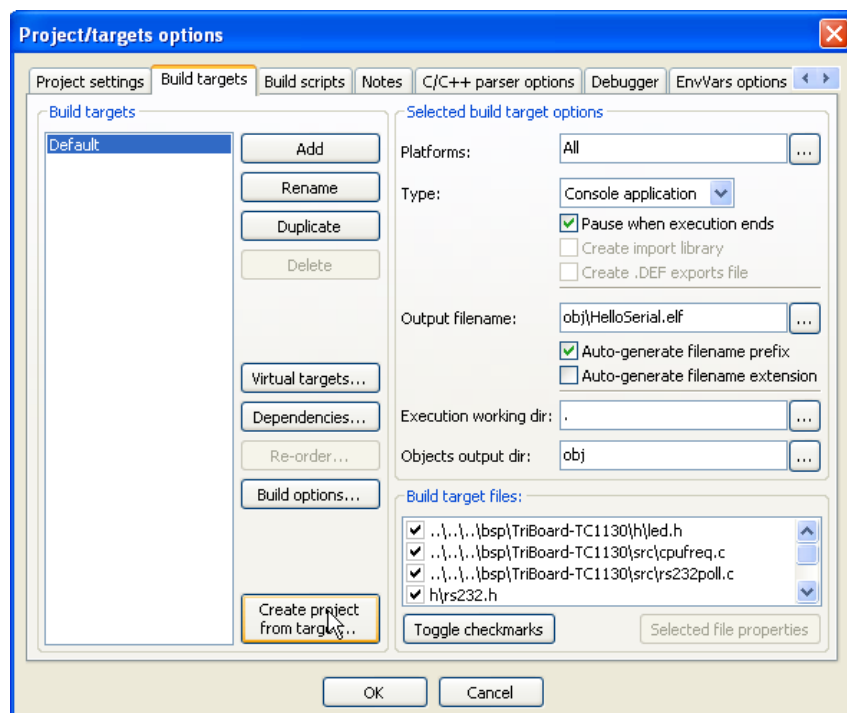 Project/targets options
Project settings
Build targets
Build scripts
Notes
C/C++ parser options
Debugger
EnvVars options
Build targets
Default
Add
Rename
Duplicate
Delete
Virtual targets...
Dependencies...
Re-order...
Build options...
Create project
from target...
Selected build target options
Platforms:
All
...
Type:
Console application
Pause when execution ends
Create import library
Create .DEF exports file
Output filename:
obj\HelloSerial.elf
...
Auto-generate filename prefix
Auto-generate filename extension
Execution working dir:
.
...
Objects output dir:
obj
...
Build target files:
..\..\..\bsp\TriBoard-TC1130\h\led.h
..\..\..\bsp\TriBoard-TC1130\src\cpufreq.c
..\..\..\bsp\TriBoard-TC1130\src\rs232poll.c
h\rs232.h
Toggle checkmarks
Selected file properties
OK
Cancel